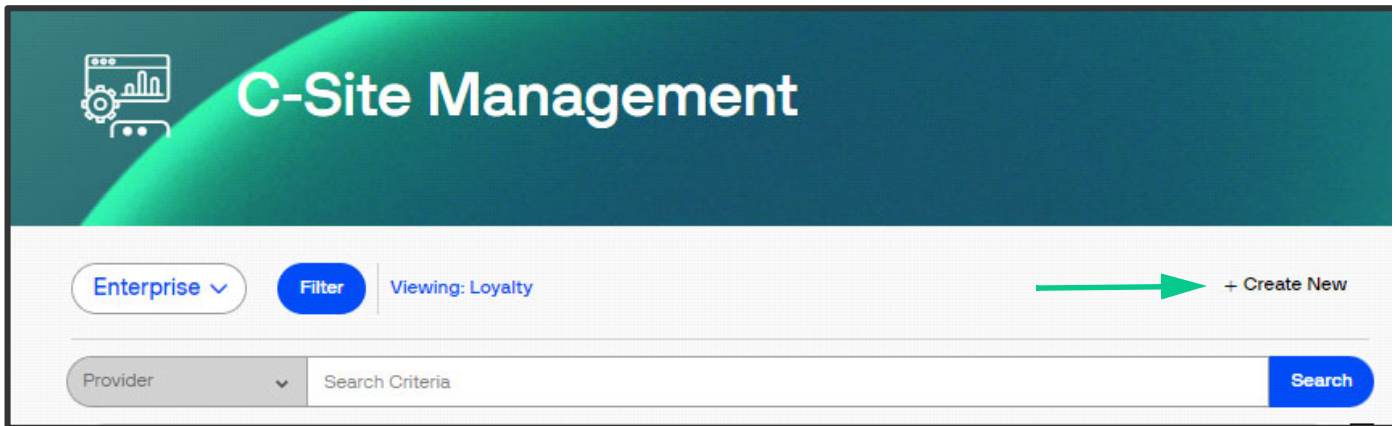 C-Site Management
Enterprise
Filter
Viewing: Loyalty
+ Create New
Provider
Search Criteria
Search